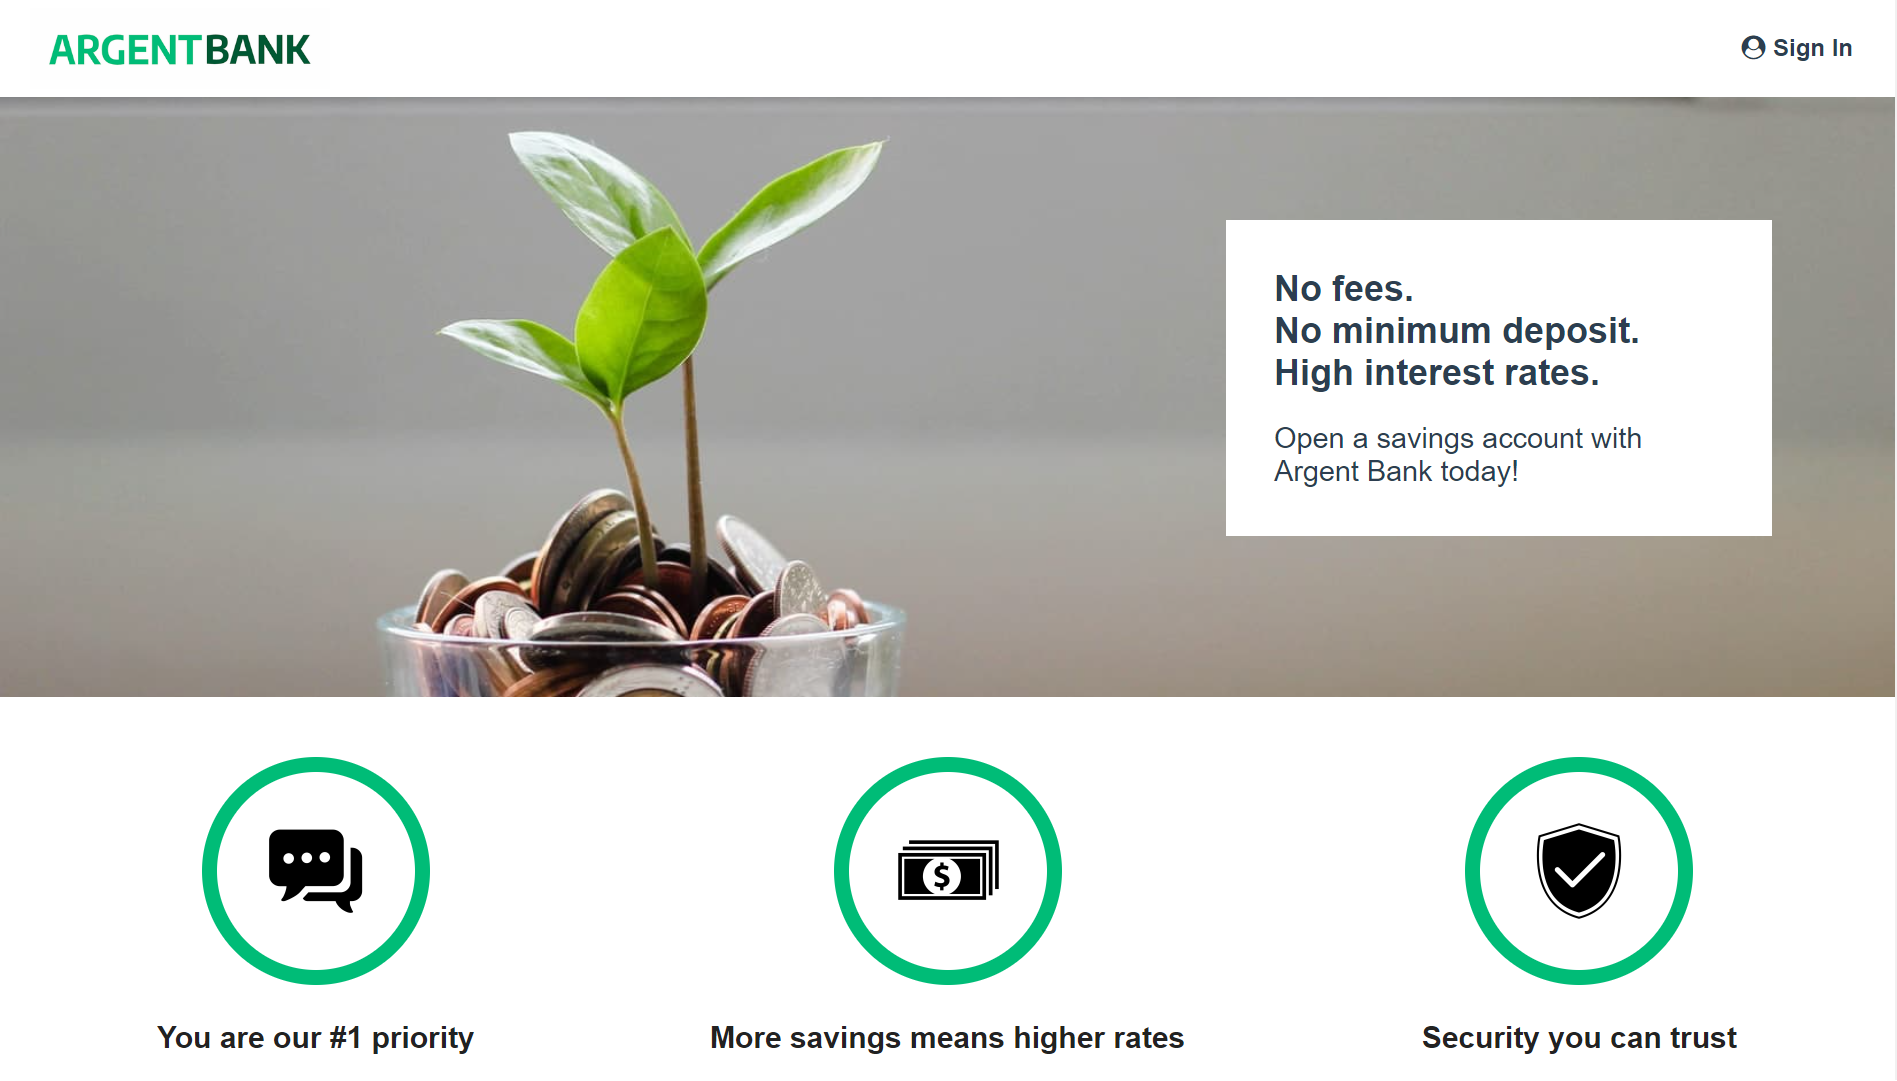 ARGENTBANK
Sign In
No fees.
No minimum deposit.
High interest rates.
Open a savings account with
Argent Bank today!
$
You are our #1 priority
More savings means higher rates
Security you can trust